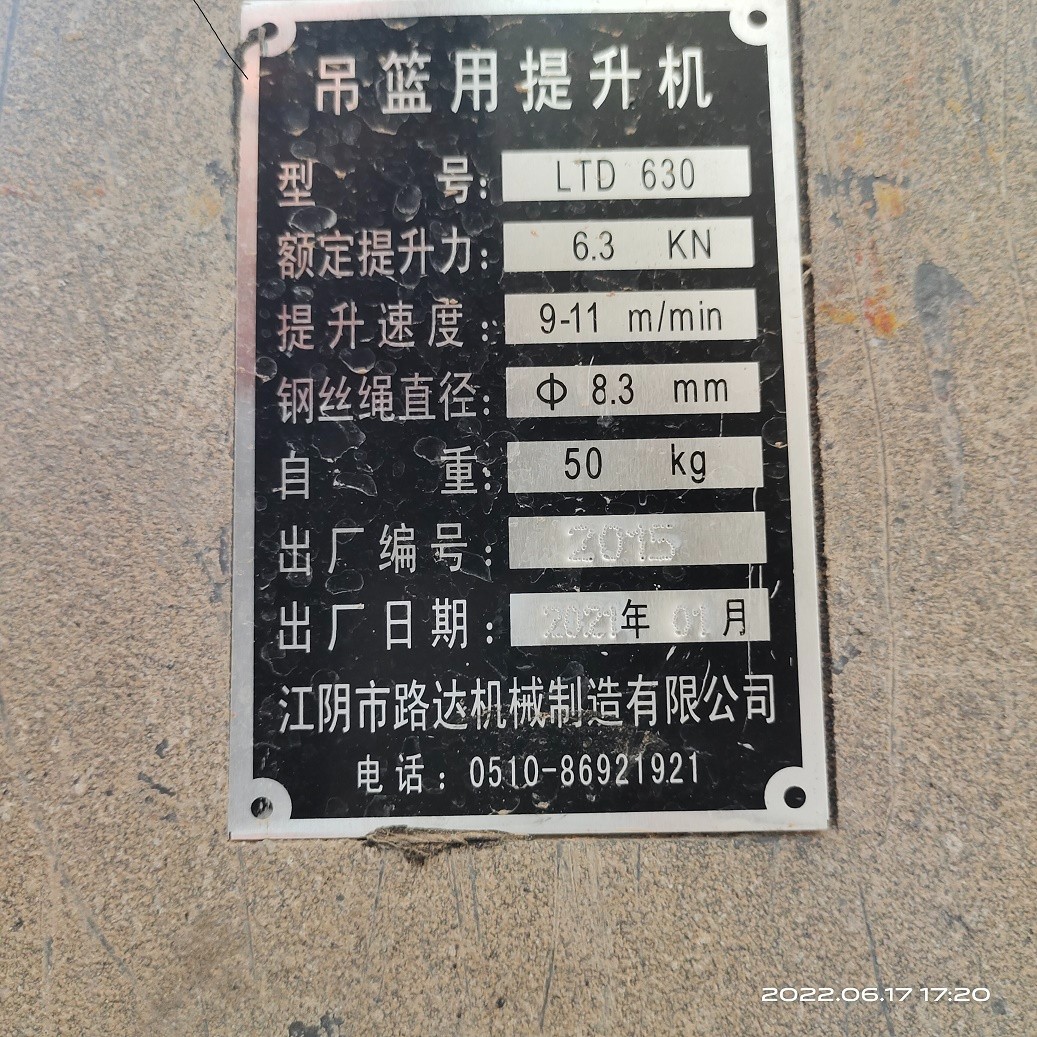 吊篮用提升机
型号：LTD 630
额定提升力：6.3 KN
提升速度：9-11 m/min
钢丝绳直径：Φ 8.3 mm
自重：50 kg
出厂编号：2015
出厂日期：2021年01月
江阴市路达机械制造有限公司
电话：0510-86921921
2022.06.17 17:20